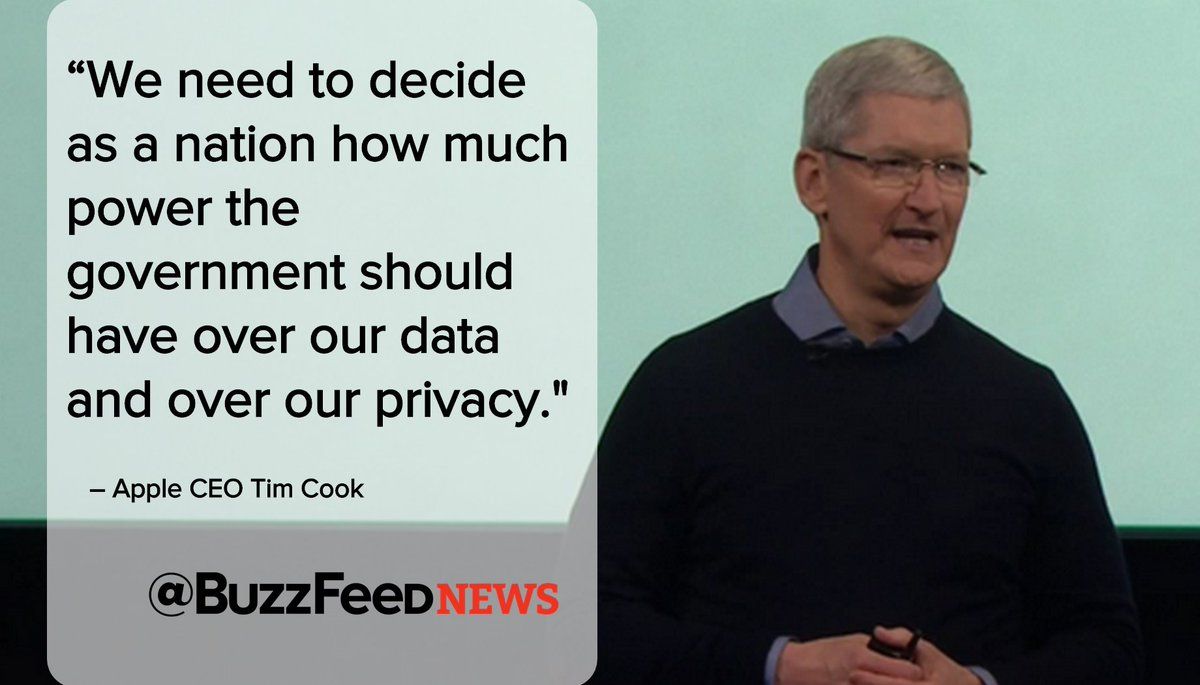 “We need to decide
as a nation how much
power the
government should
have over our data
and over our privacy."
– Apple CEO Tim Cook
@BuzzFeedNEWS